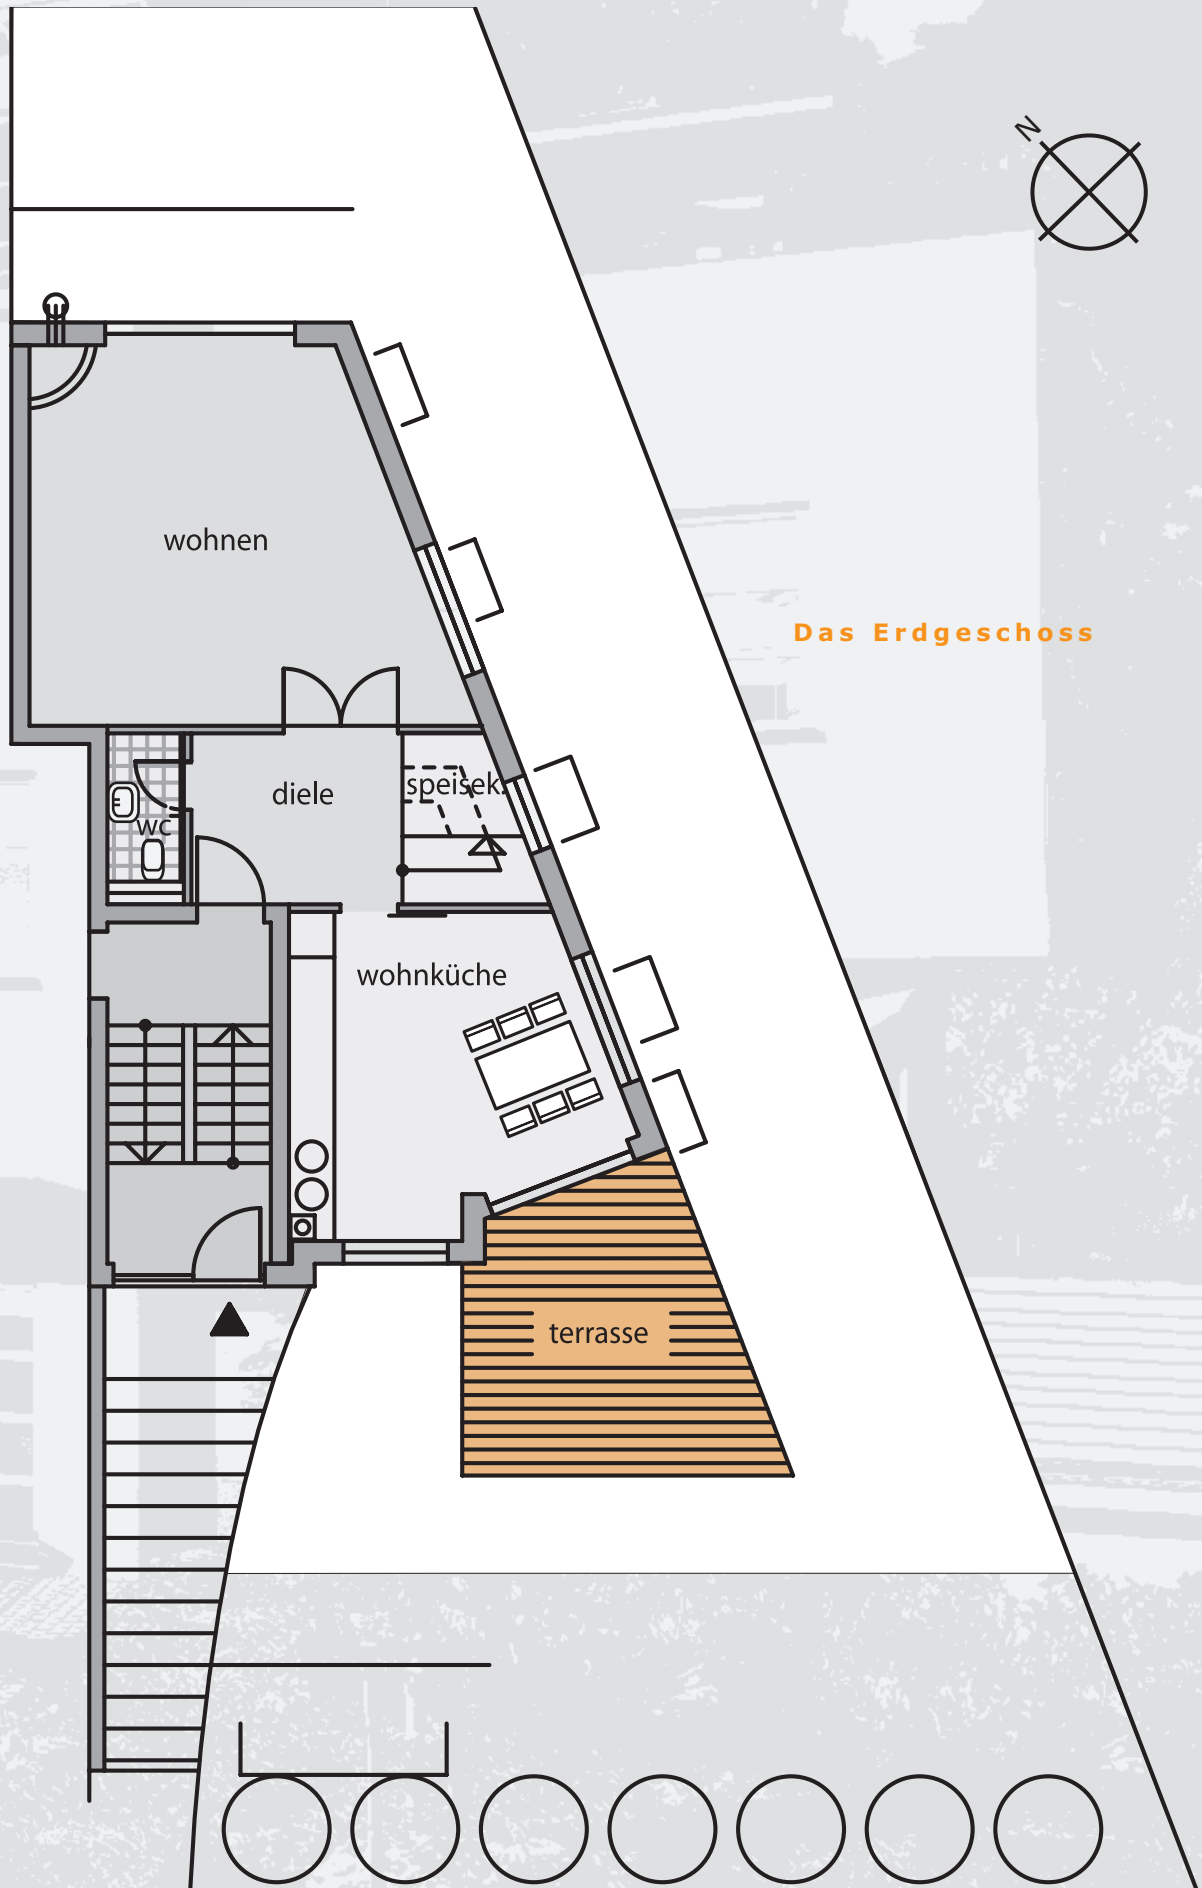 N
wohnen
Das Erdgeschoss
diele
speisek.
wc
wohnküche
terrasse